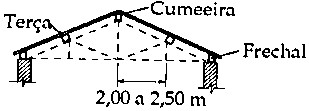 Cumeeira
Terça
Frechal
2,00 a 2,50 m